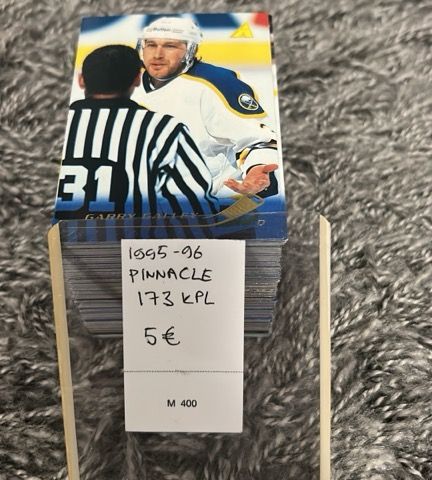 31
GARRY GALLEY
1995-96
PINNACLE
173 KPL
5€
M 400